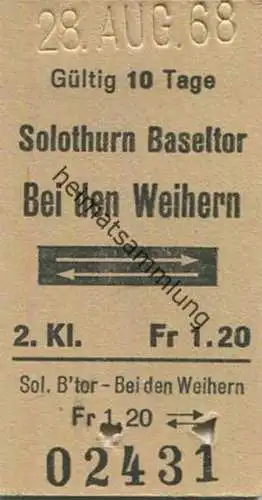 28. AUG. 68
Gültig 10 Tage
Solothurn Baseltor
Bei den Weihern
heimatsammlung
2. Kl. Fr 1.20
Sol. B'tor - Bei den Weihern
Fr 1.20
02431